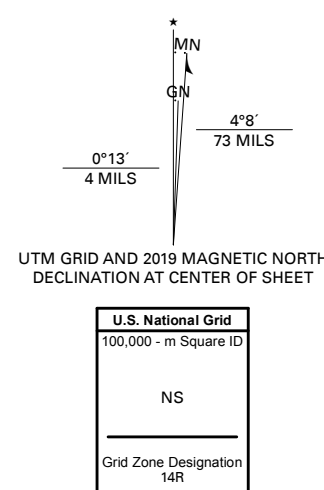 ★
MN
GN
4°8´
73 MILS
0°13´
4 MILS
UTM GRID AND 2019 MAGNETIC NORTH
DECLINATION AT CENTER OF SHEET
U.S. National Grid
100,000 - m Square ID
NS
Grid Zone Designation
14R